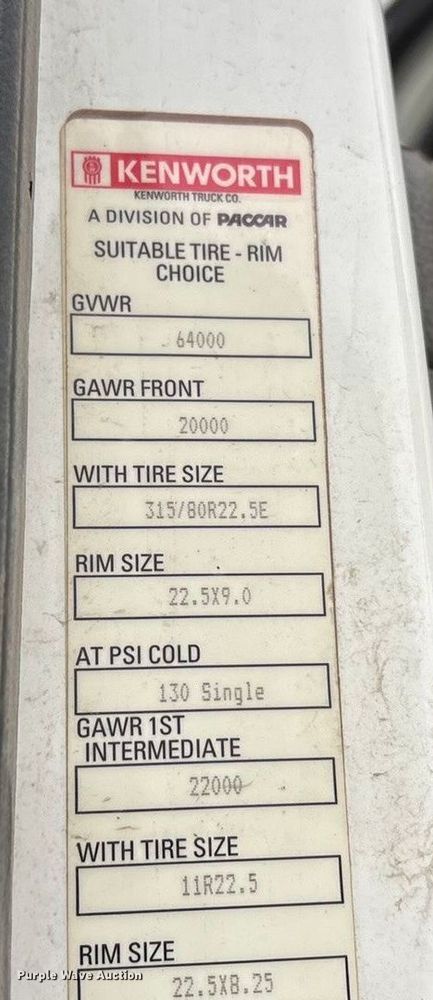 KENWORTH
KENWORTH TRUCK CO.
A DIVISION OF PACCAR
SUITABLE TIRE - RIM
CHOICE
GVWR
64000
GAWR FRONT
20000
WITH TIRE SIZE
315/80R22.5E
RIM SIZE
22.5X9.0
AT PSI COLD
130 Single
GAWR 1ST
INTERMEDIATE
22000
WITH TIRE SIZE
11R22.5
RIM SIZE
22.5X8.25
Purple Wave Auction